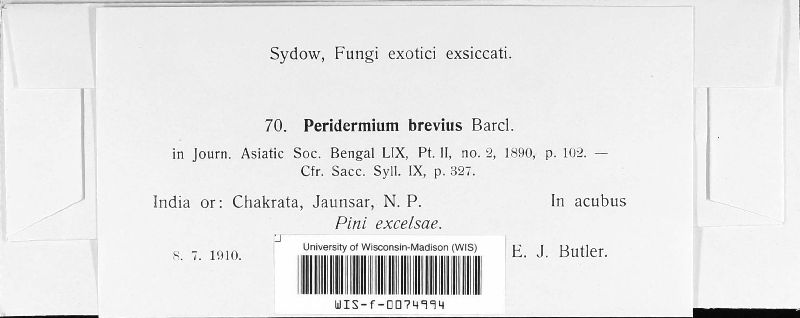 Sydow, Fungi exotici exsiccati.
70. Peridermium brevius Barcl.
in Journ. Asiatic Soc. Bengal LIX, Pt. II, no. 2, 1890, p. 102. —
Cfr. Sacc. Syll. IX, p. 327.
India or: Chakrata, Jaunsar, N. P. In acubus
Pini excelsae.
8. 7. 1910. E. J. Butler.
University of Wisconsin-Madison (WIS)
WIS-f-0074994